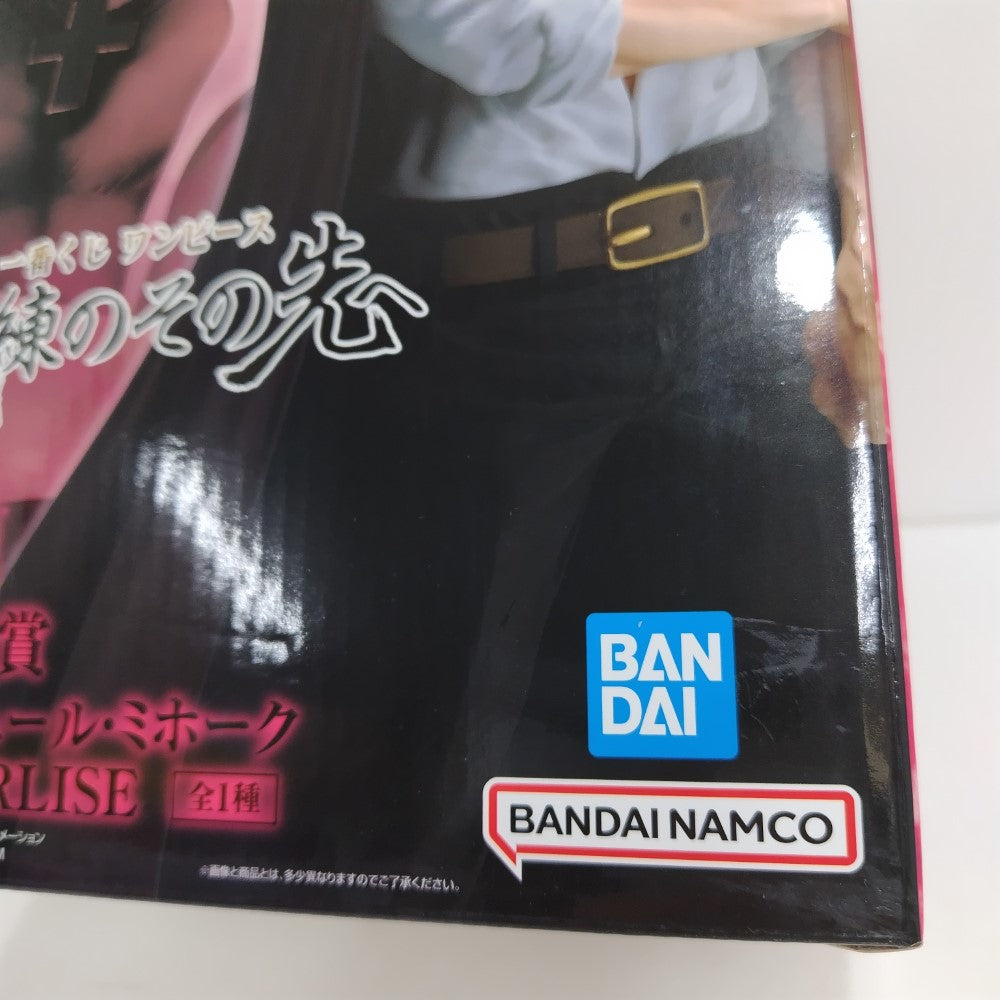 一番くじ ワンピース
練のその先
賞
ール・ミホーク
RLISE 全1種
メーション
※画像と商品とは、多少異なりますのでご了承ください。
BAN
DAI
BANDAI NAMCO